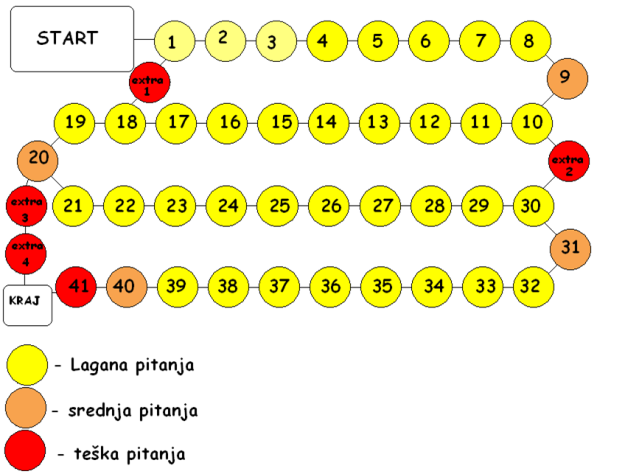 START 1 2 3 4 5 6 7 8
extra 1
9
19 18 17 16 15 14 13 12 11 10
20
extra 2
extra 3
21 22 23 24 25 26 27 28 29 30
extra 4
31
KRAJ 41 40 39 38 37 36 35 34 33 32
- Lagana pitanja
- srednja pitanja
- teška pitanja